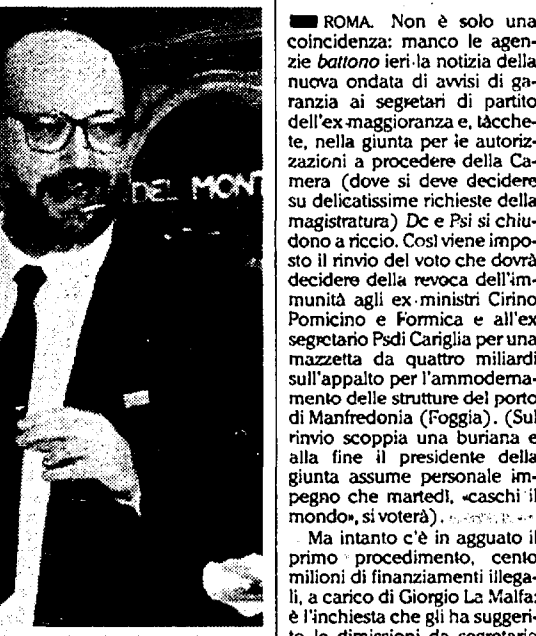 DEL MONT
ROMA. Non è solo una
coincidenza: manco le agen-
zie battono ieri la notizia della
nuova ondata di avvisi di ga-
ranzia ai segretari di partito
dell'ex maggioranza e, tàcche-
te, nella giunta per le autoriz-
zazioni a procedere della Ca-
mera (dove si deve decidere
su delicatissime richieste della
magistratura) Dc e Psi si chiu-
dono a riccio. Così viene impo-
sto il rinvio del voto che dovrà
decidere della revoca dell'im-
munità agli ex ministri Cirino
Pomicino e Formica e all'ex
segretario Psdi Cariglia per una
mazzetta da quattro miliardi
sull'appalto per l'ammoderna-
mento delle strutture del porto
di Manfredonia (Foggia). (Sul
rinvio scoppia una buriana e
alla fine il presidente della
giunta assume personale im-
pegno che martedì, «caschi il
mondo», si voterà).
Ma intanto c'è in agguato il
primo procedimento, cento
milioni di finanziamenti illega-
li, a carico di Giorgio La Malfa:
è l'inchiesta che gli ha suggeri-
to le dimissioni da segretario